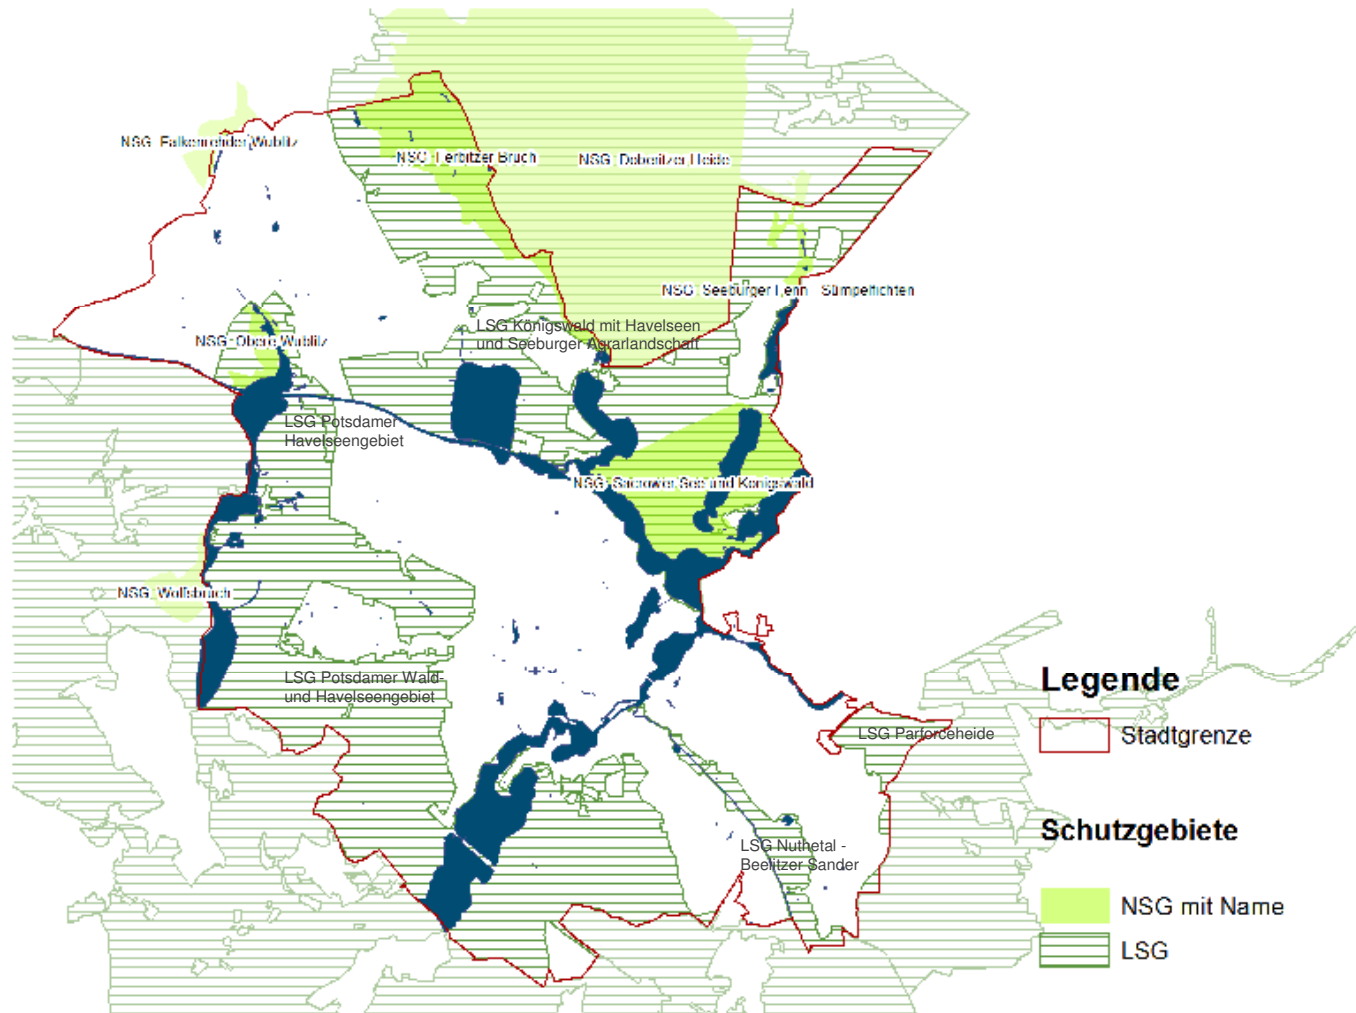 NSG Falkenrehder Wublitz
NSG Ferbitzer Bruch
NSG Döberitzer Heide
NSG Seeburger Fenn - Sümpelfichten
LSG Königswald mit Havelseen
und Seeburger Agrarlandschaft
NSG Obere Wublitz
LSG Potsdamer
Havelseengebiet
NSG Sacrower See und Königswald
NSG Wolfsbruch
LSG Potsdamer Wald-
und Havelseengebiet
LSG Parforceheide
LSG Nuthetal -
Beelitzer Sander
Legende
Stadtgrenze
Schutzgebiete
NSG mit Name
LSG